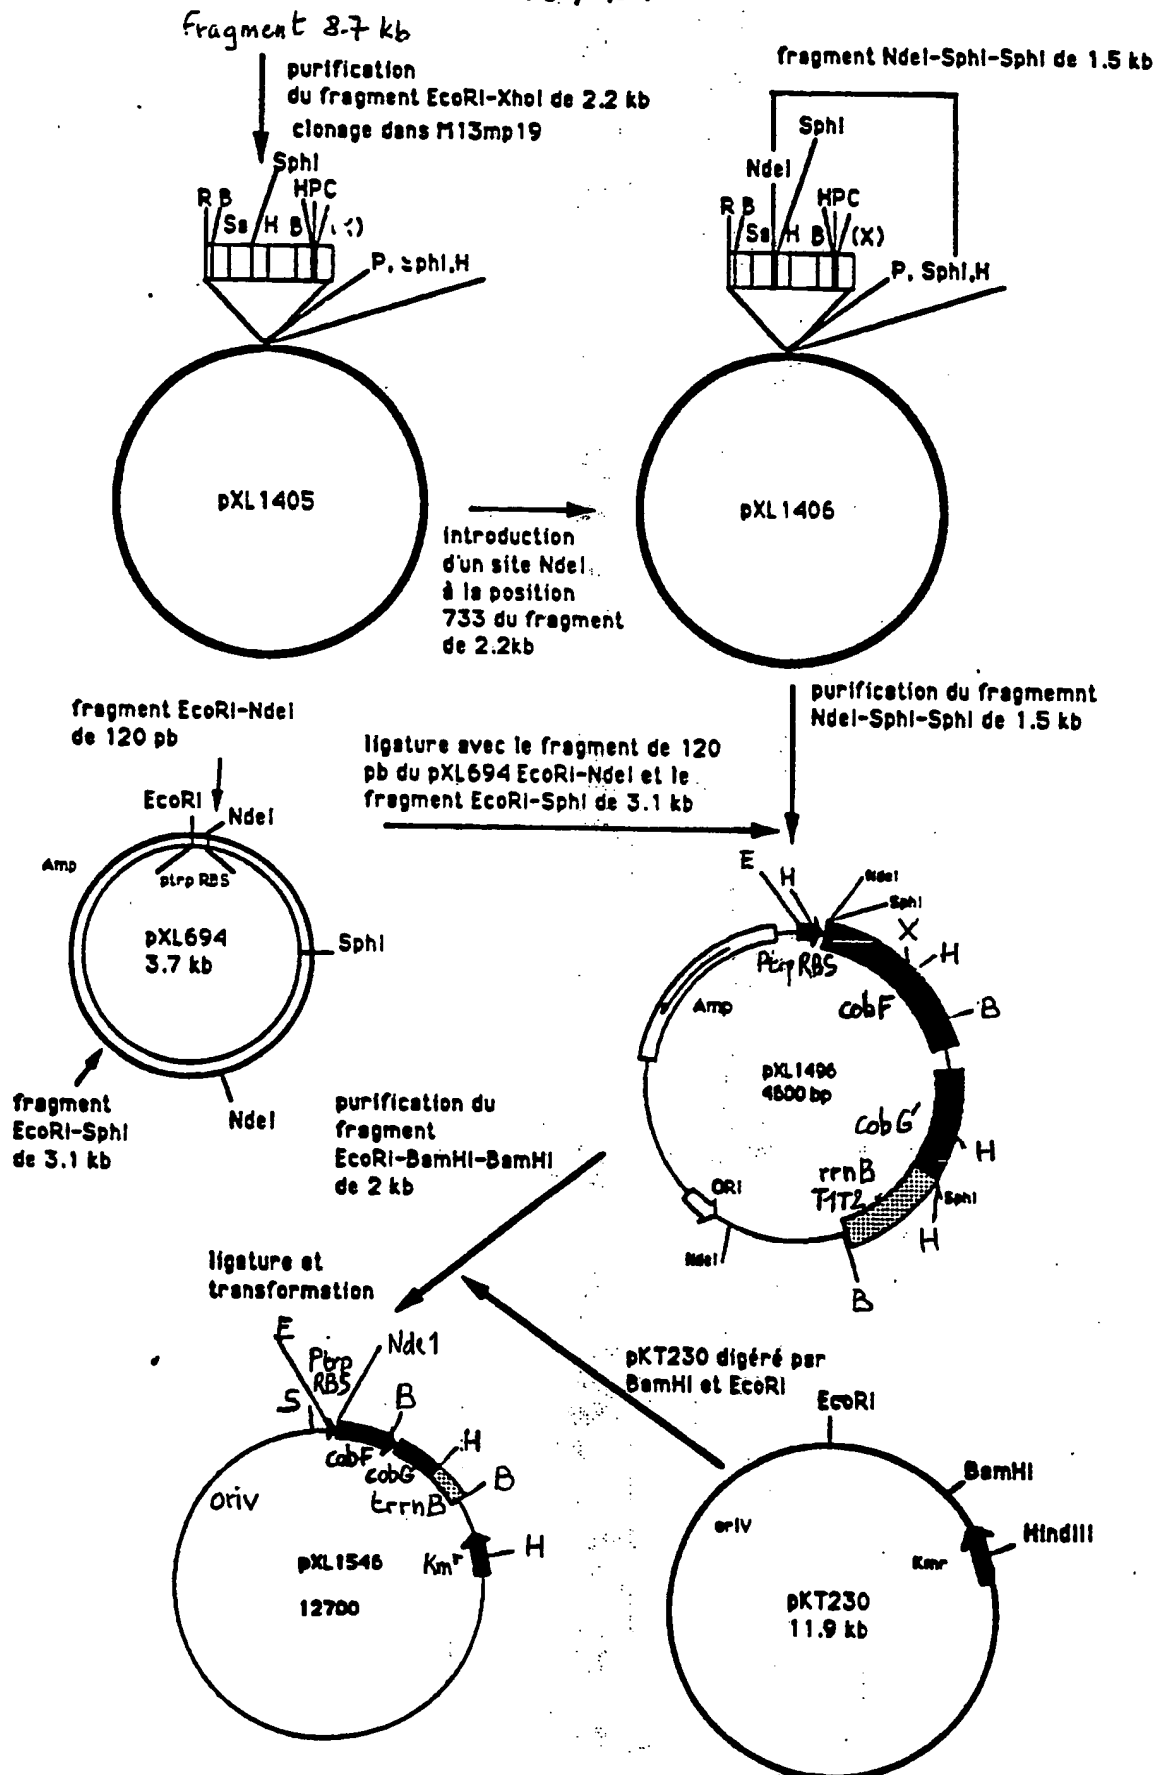 Fragment 8.7 kb
purification
du fragment EcoRI-XhoI de 2.2 kb
clonage dans M13mp19
SphI
R B
Ss
H B
HPC
P, SphI,H
pXL1405
fragment NdeI-SphI-SphI de 1.5 kb
SphI
NdeI
R B
Ss
H B
HPC
(X)
P, SphI,H
pXL1406
introduction
d'un site NdeI
à la position
733 du fragment
de 2.2kb
purification du fragmemnt
NdeI-SphI-SphI de 1.5 kb
fragment EcoRI-NdeI
de 120 pb
ligature avec le fragment de 120
pb du pXL694 EcoRI-NdeI et le
fragment EcoRI-SphI de 3.1 kb
EcoRI
NdeI
Amp
ptrp RBS
pXL694
3.7 kb
SphI
NdeI
fragment
EcoRI-SphI
de 3.1 kb
E
H
NdeI
SphI
X
H
B
Ptrp RBS
Amp
cobF
pXL1496
4600 bp
cobG'
H
rrnB
T1T2
SphI
H
ORI
NdeI
B
purification du
fragment
EcoRI-BamHI-BamHI
de 2 kb
ligature et
transformation
E
Ptrp
RBS
Nde1
S
B
cobF
cobG
H
trrnB
B
oriv
Kmr
H
pXL1546
12700
pKT230 digéré par
BamHI et EcoRI
EcoRI
BamHI
oriV
HindIII
Kmr
pKT230
11.9 kb